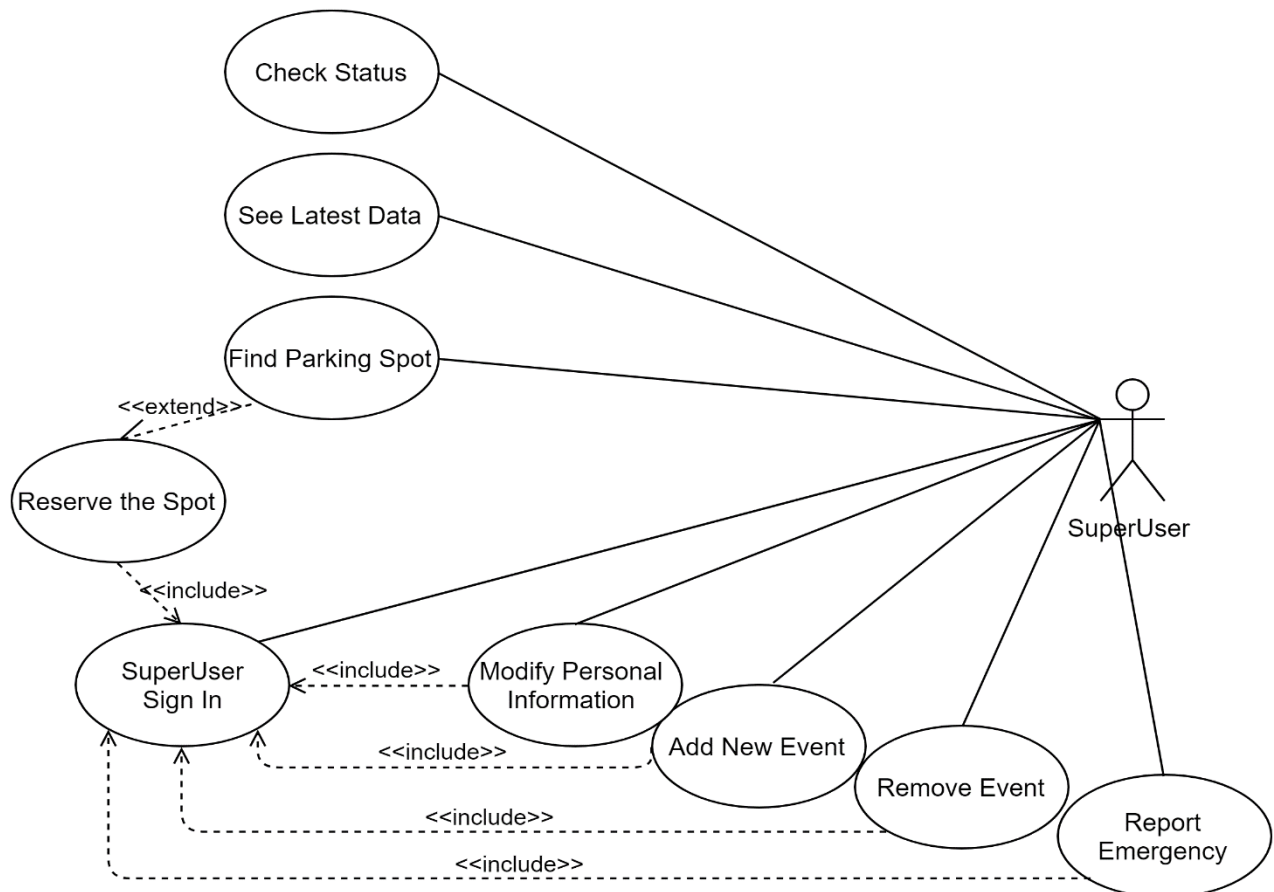 Check Status
See Latest Data
Find Parking Spot
<<extend>>
Reserve the Spot
SuperUser
<<include>>
SuperUser
Sign In
<<include>>
Modify Personal
Information
<<include>>
Add New Event
<<include>>
Remove Event
<<include>>
Report
Emergency